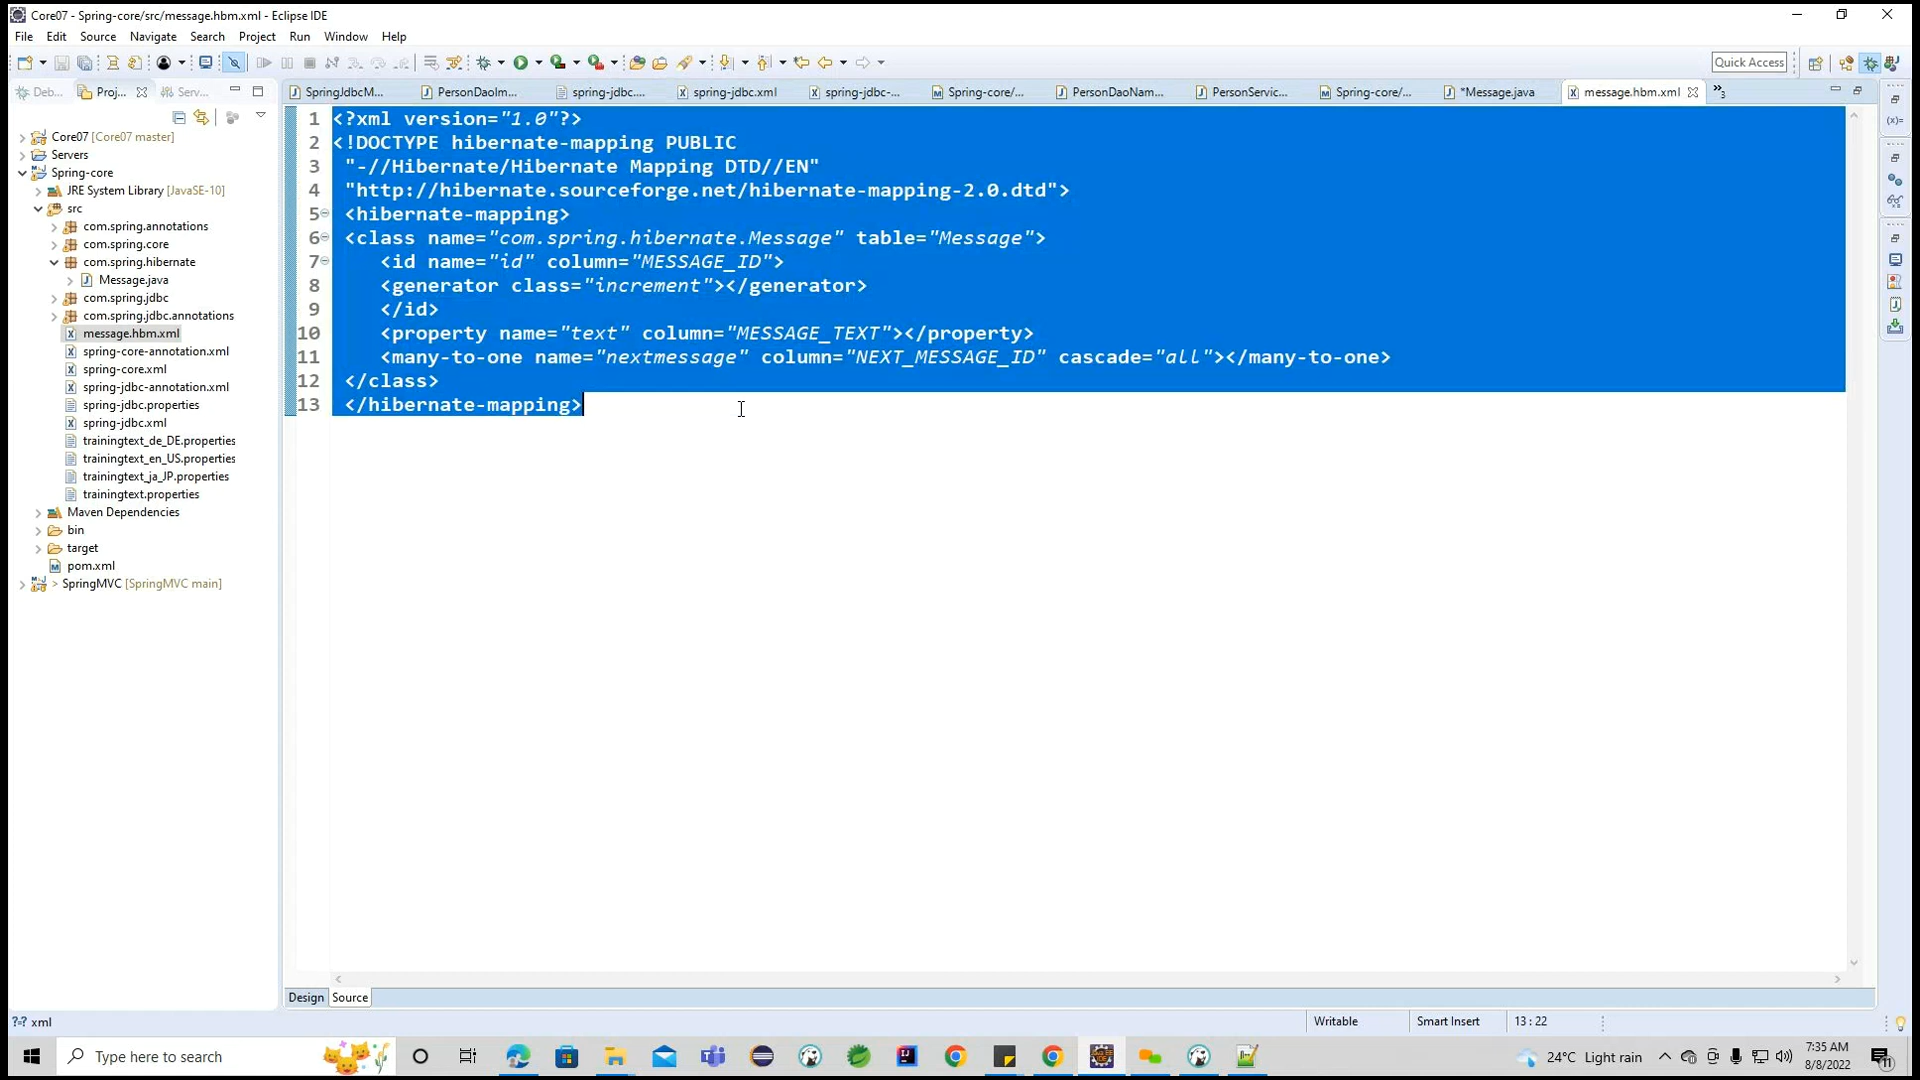 Core07 - Spring-core/src/message.hbm.xml - Eclipse IDE
File Edit Source Navigate Search Project Run Window Help
Quick Access
Deb... Proj... Serv...
SpringJdbcM... PersonDaoIm... spring-jdbc.... spring-jdbc.xml spring-jdbc-... Spring-core/... PersonDaoNam... PersonServic... Spring-core/... *Message.java message.hbm.xml »3
Core07 [Core07 master]
Servers
Spring-core
JRE System Library [JavaSE-10]
src
com.spring.annotations
com.spring.core
com.spring.hibernate
Message.java
com.spring.jdbc
com.spring.jdbc.annotations
message.hbm.xml
spring-core-annotation.xml
spring-core.xml
spring-jdbc-annotation.xml
spring-jdbc.properties
spring-jdbc.xml
trainingtext_de_DE.properties
trainingtext_en_US.properties
trainingtext_ja_JP.properties
trainingtext.properties
Maven Dependencies
bin
target
pom.xml
> SpringMVC [SpringMVC main]
1 <?xml version="1.0"?>
2 <!DOCTYPE hibernate-mapping PUBLIC
3 "-//Hibernate/Hibernate Mapping DTD//EN"
4 "http://hibernate.sourceforge.net/hibernate-mapping-2.0.dtd">
5 <hibernate-mapping>
6 <class name="com.spring.hibernate.Message" table="Message">
7 <id name="id" column="MESSAGE_ID">
8 <generator class="increment"></generator>
9 </id>
10 <property name="text" column="MESSAGE_TEXT"></property>
11 <many-to-one name="nextmessage" column="NEXT_MESSAGE_ID" cascade="all"></many-to-one>
12 </class>
13 </hibernate-mapping>
Design Source
xml
Writable Smart Insert 13 : 22
Type here to search
24°C Light rain
7:35 AM
8/8/2022
11